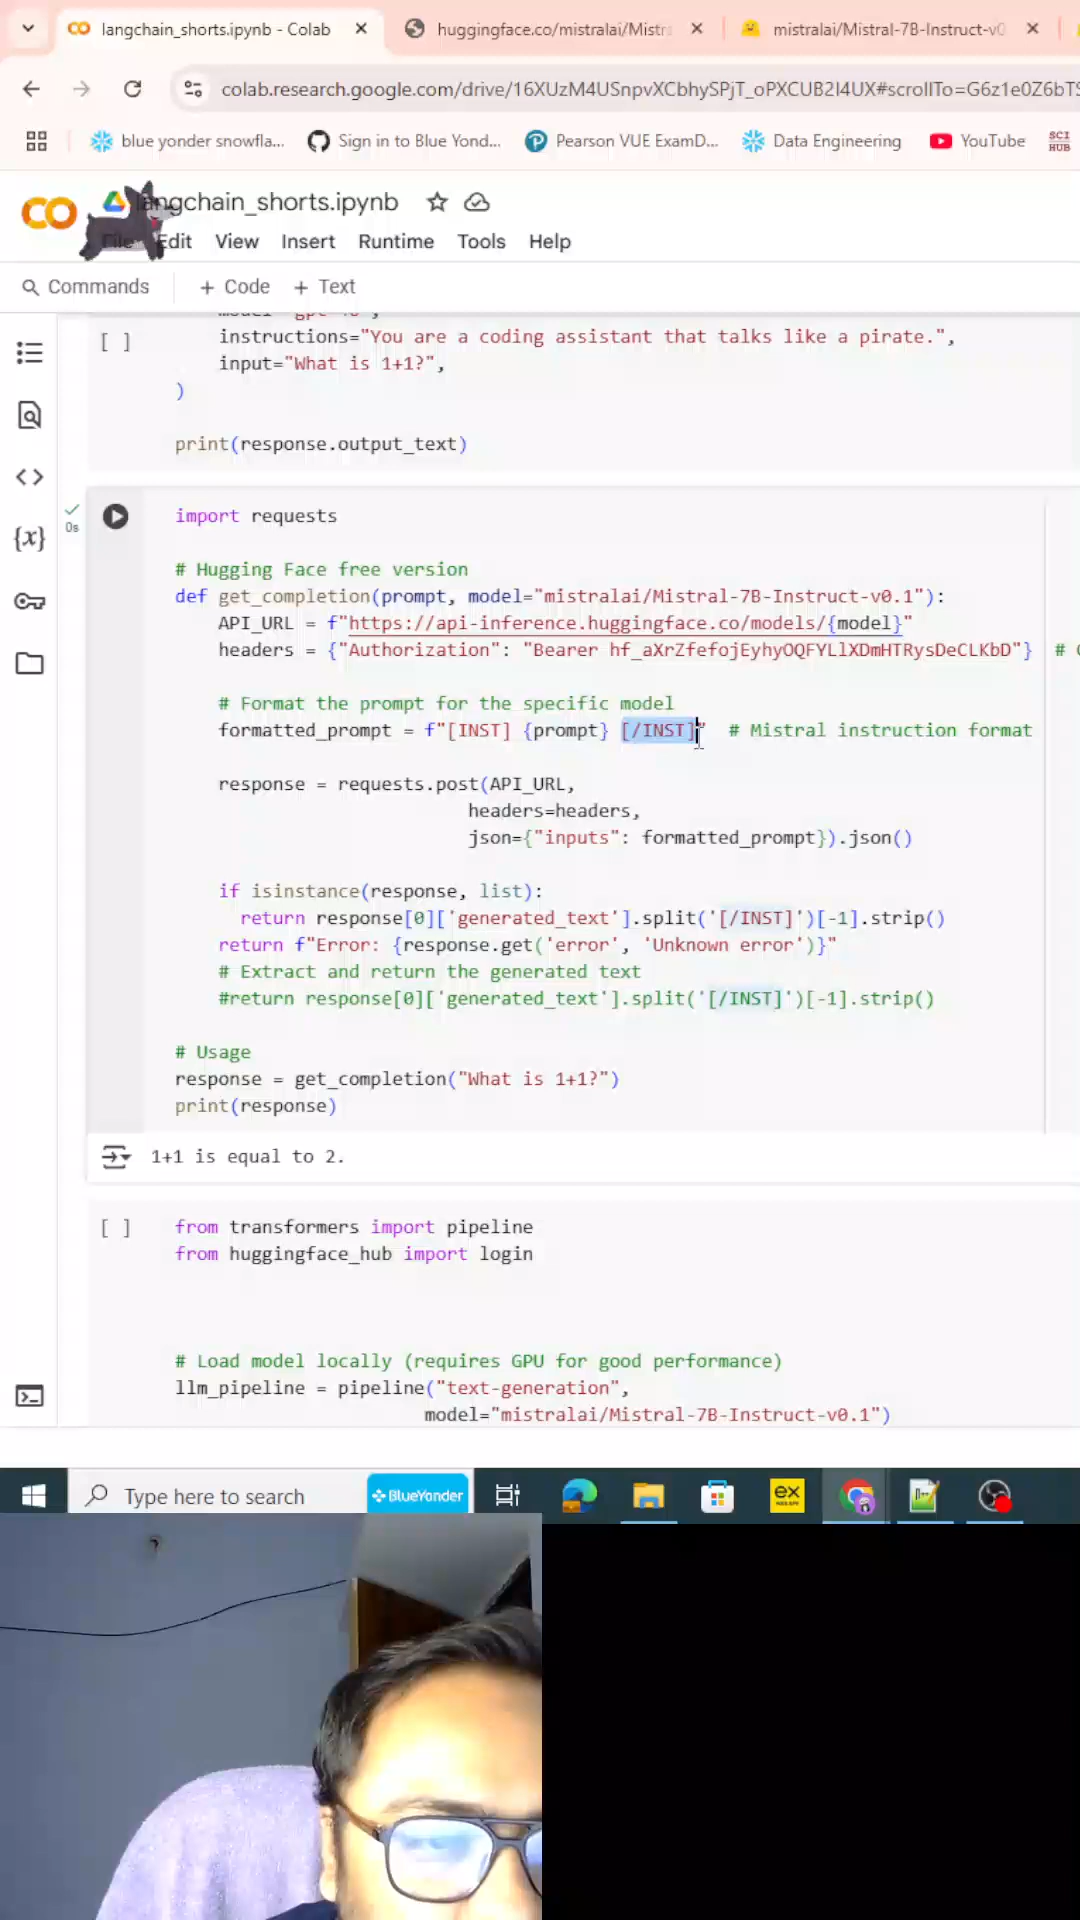 langchain_shorts.ipynb - Colab
huggingface.co/mistralai/Mistr
mistralai/Mistral-7B-Instruct-v0
colab.research.google.com/drive/16XUzM4USnpvXCbhySPjT_oPXCUB2I4UX#scrollTo=G6z1e0Z6bTS
blue yonder snowfla...
Sign in to Blue Yond...
Pearson VUE ExamD...
Data Engineering
YouTube
SCI HUB
langchain_shorts.ipynb
File Edit View Insert Runtime Tools Help
Commands + Code + Text
[ ]
instructions="You are a coding assistant that talks like a pirate.",
input="What is 1+1?",
)
print(response.output_text)
0s
import requests
# Hugging Face free version
def get_completion(prompt, model="mistralai/Mistral-7B-Instruct-v0.1"):
API_URL = f"https://api-inference.huggingface.co/models/{model}"
headers = {"Authorization": "Bearer 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"} #
# Format the prompt for the specific model
formatted_prompt = f"[INST] {prompt} [/INST]" # Mistral instruction format
response = requests.post(API_URL,
headers=headers,
json={"inputs": formatted_prompt}).json()
if isinstance(response, list):
return response[0]['generated_text'].split('[/INST]')[-1].strip()
return f"Error: {response.get('error', 'Unknown error')}"
# Extract and return the generated text
#return response[0]['generated_text'].split('[/INST]')[-1].strip()
# Usage
response = get_completion("What is 1+1?")
print(response)
1+1 is equal to 2.
[ ]
from transformers import pipeline
from huggingface_hub import login
# Load model locally (requires GPU for good performance)
llm_pipeline = pipeline("text-generation",
model="mistralai/Mistral-7B-Instruct-v0.1")
Type here to search
BlueYonder
ex